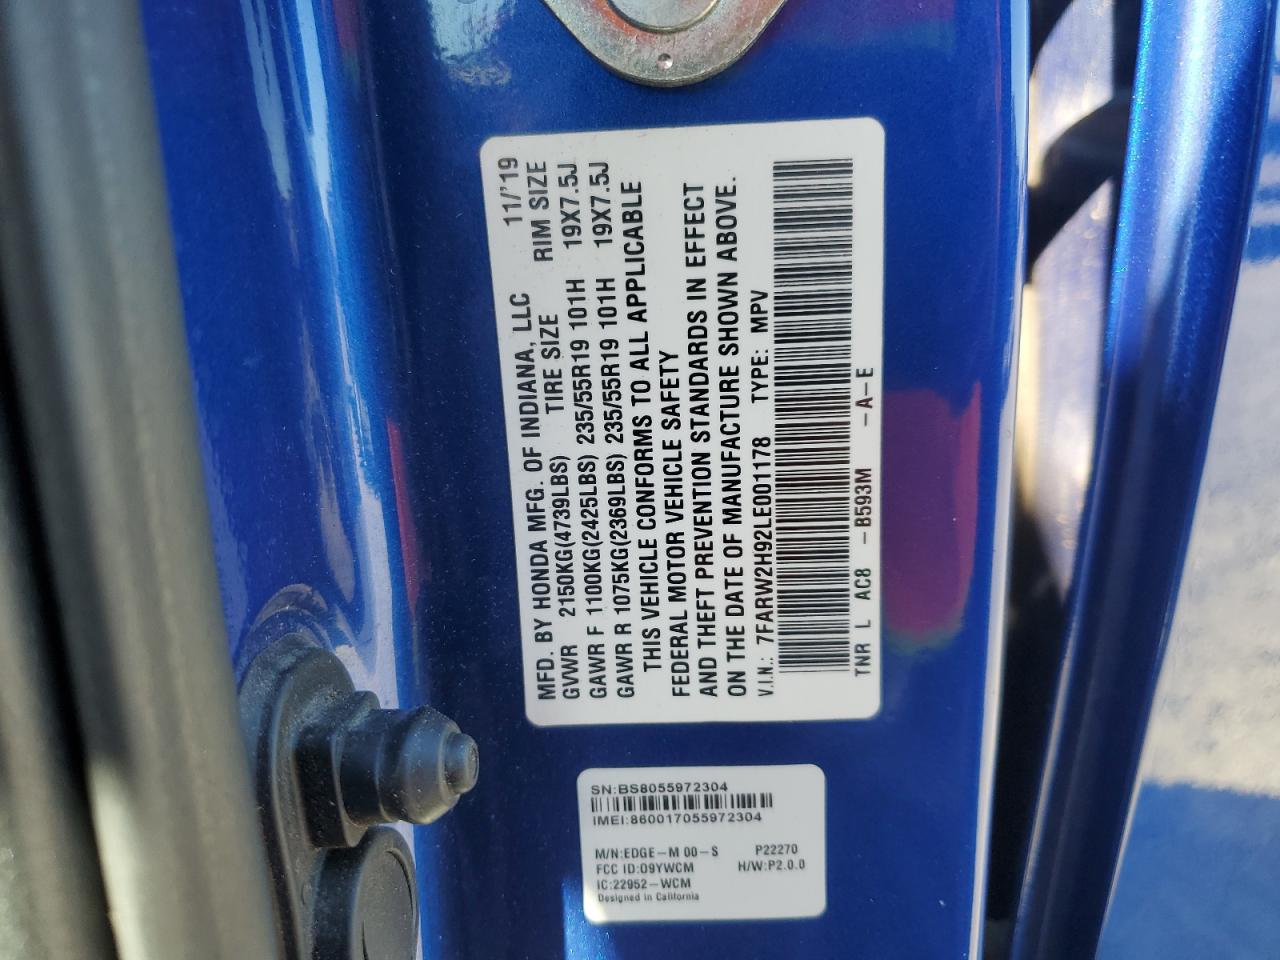 MFD. BY HONDA MFG. OF INDIANA, LLC 11/'19
GVWR 2150KG(4739LBS) TIRE SIZE RIM SIZE
GAWR F 1100KG(2425LBS) 235/55R19 101H 19X7.5J
GAWR R 1075KG(2369LBS) 235/55R19 101H 19X7.5J
THIS VEHICLE CONFORMS TO ALL APPLICABLE
FEDERAL MOTOR VEHICLE SAFETY
AND THEFT PREVENTION STANDARDS IN EFFECT
ON THE DATE OF MANUFACTURE SHOWN ABOVE.
V.I.N.: 7FARW2H92LE001178 TYPE: MPV
TNR L AC8 -B593M -A-E
SN:BS8055972304
IMEI:860017055972304
M/N:EDGE-M 00-S P22270
FCC ID:O9YWCM H/W:P2.0.0
IC:22952-WCM
Designed in California